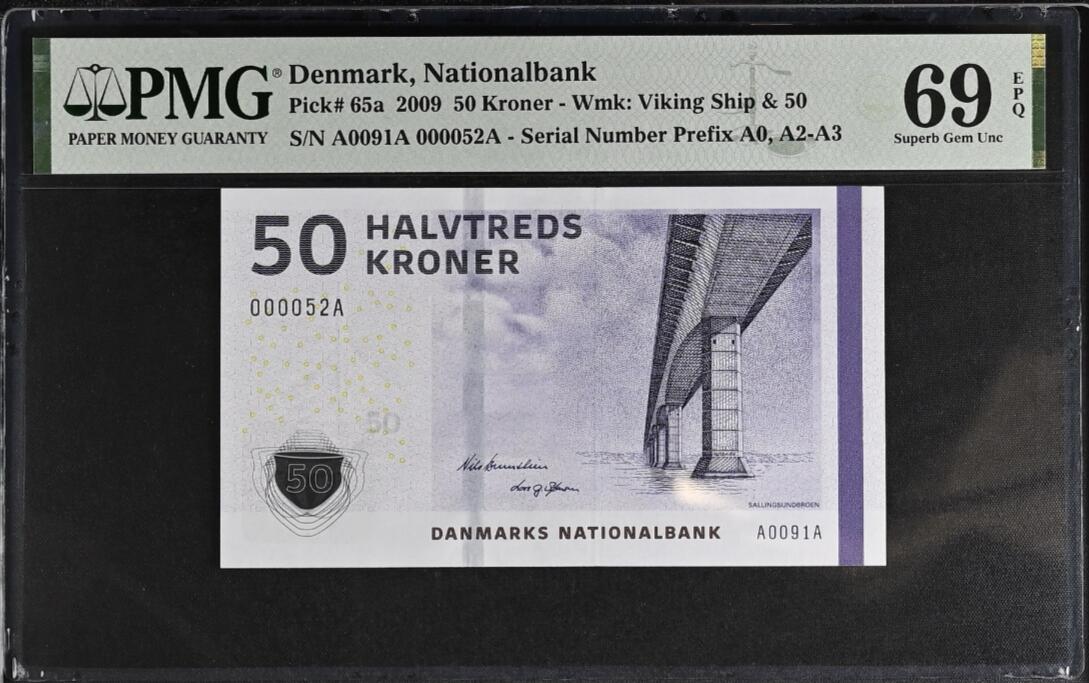 PMG®
PAPER MONEY GUARANTY
Denmark, Nationalbank
Pick# 65a 2009 50 Kroner - Wmk: Viking Ship & 50
S/N A0091A 000052A - Serial Number Prefix A0, A2-A3
69
EPQ
Superb Gem Unc
50 HALVTREDS
KRONER
000052A
50
50
SALLINGSUNDBROEN
DANMARKS NATIONALBANK
A0091A